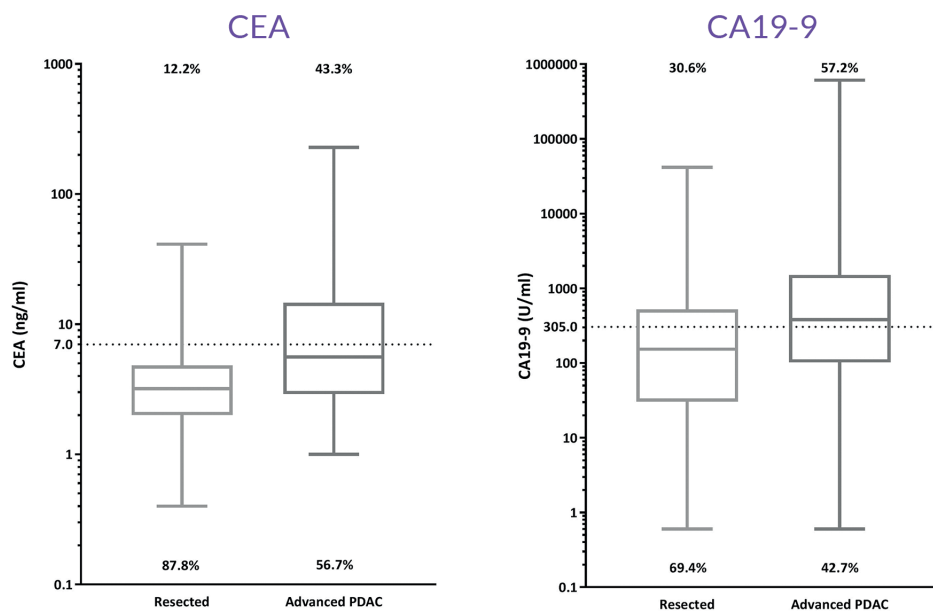 CEA
12.2%
43.3%
1000
100
10
7.0
1
0.1
CEA (ng/ml)
87.8%
56.7%
Resected
Advanced PDAC
CA19-9
30.6%
57.2%
1000000
100000
10000
1000
305.0
100
10
1
0.1
CA19-9 (U/ml)
69.4%
42.7%
Resected
Advanced PDAC